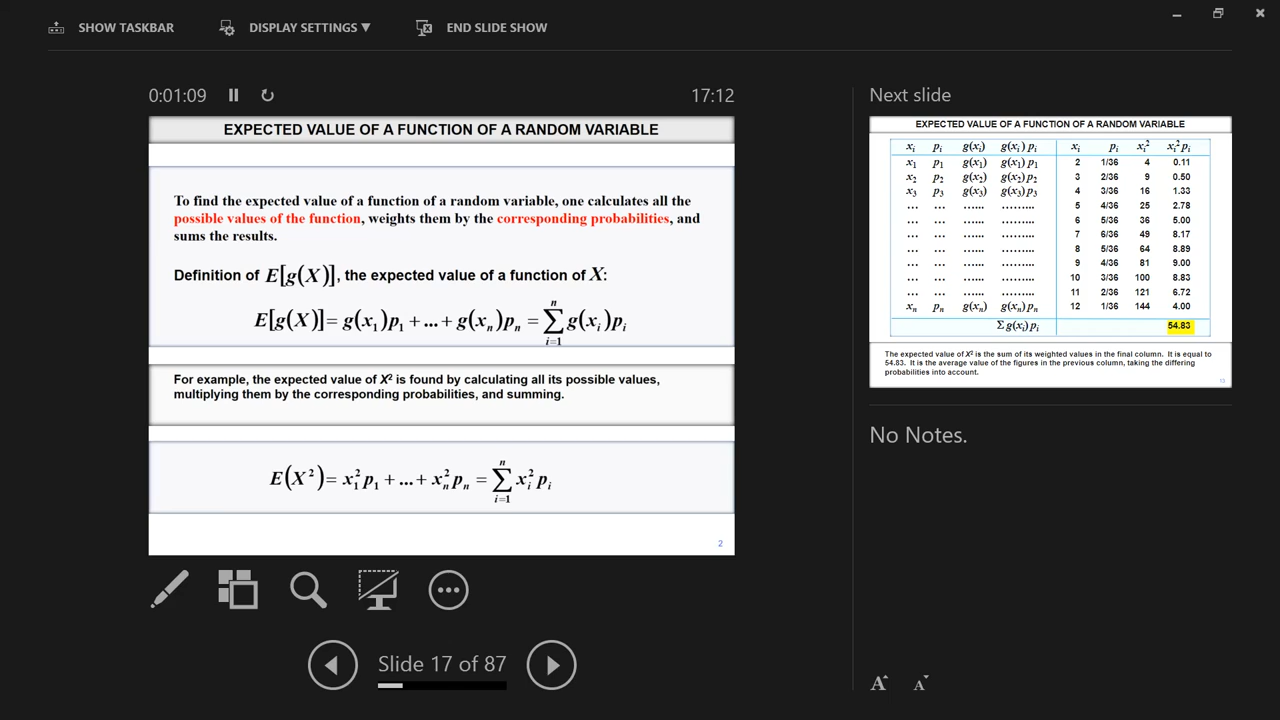 SHOW TASKBAR
DISPLAY SETTINGS ▼
END SLIDE SHOW
0:01:09
17:12
EXPECTED VALUE OF A FUNCTION OF A RANDOM VARIABLE
To find the expected value of a function of a random variable, one calculates all the
possible values of the function, weights them by the corresponding probabilities, and
sums the results.
Definition of E[g(X)], the expected value of a function of X:
E[g(X)] = g(x₁)p₁ + ... + g(xₙ)pₙ = ∑ᵢ₌₁ⁿ g(xᵢ)pᵢ
For example, the expected value of X² is found by calculating all its possible values,
multiplying them by the corresponding probabilities, and summing.
E(X²) = x₁²p₁ + ... + xₙ²pₙ = ∑ᵢ₌₁ⁿ xᵢ²pᵢ
2
Slide 17 of 87
Next slide
EXPECTED VALUE OF A FUNCTION OF A RANDOM VARIABLE
xᵢ pᵢ g(xᵢ) g(xᵢ)pᵢ xᵢ pᵢ xᵢ² xᵢ²pᵢ
x₁ p₁ g(x₁) g(x₁)p₁ 2 1/36 4 0.11
x₂ p₂ g(x₂) g(x₂)p₂ 3 2/36 9 0.50
x₃ p₃ g(x₃) g(x₃)p₃ 4 3/36 16 1.33
... ... ...... ......... 5 4/36 25 2.78
... ... ...... ......... 6 5/36 36 5.00
... ... ...... ......... 7 6/36 49 8.17
... ... ...... ......... 8 5/36 64 8.89
... ... ...... ......... 9 4/36 81 9.00
... ... ...... ......... 10 3/36 100 8.83
... ... ...... ......... 11 2/36 121 6.72
xₙ pₙ g(xₙ) g(xₙ)pₙ 12 1/36 144 4.00
Σ g(xᵢ)pᵢ 54.83
The expected value of X² is the sum of its weighted values in the final column. It is equal to
54.83. It is the average value of the figures in the previous column, taking the differing
probabilities into account.
13
No Notes.
A A